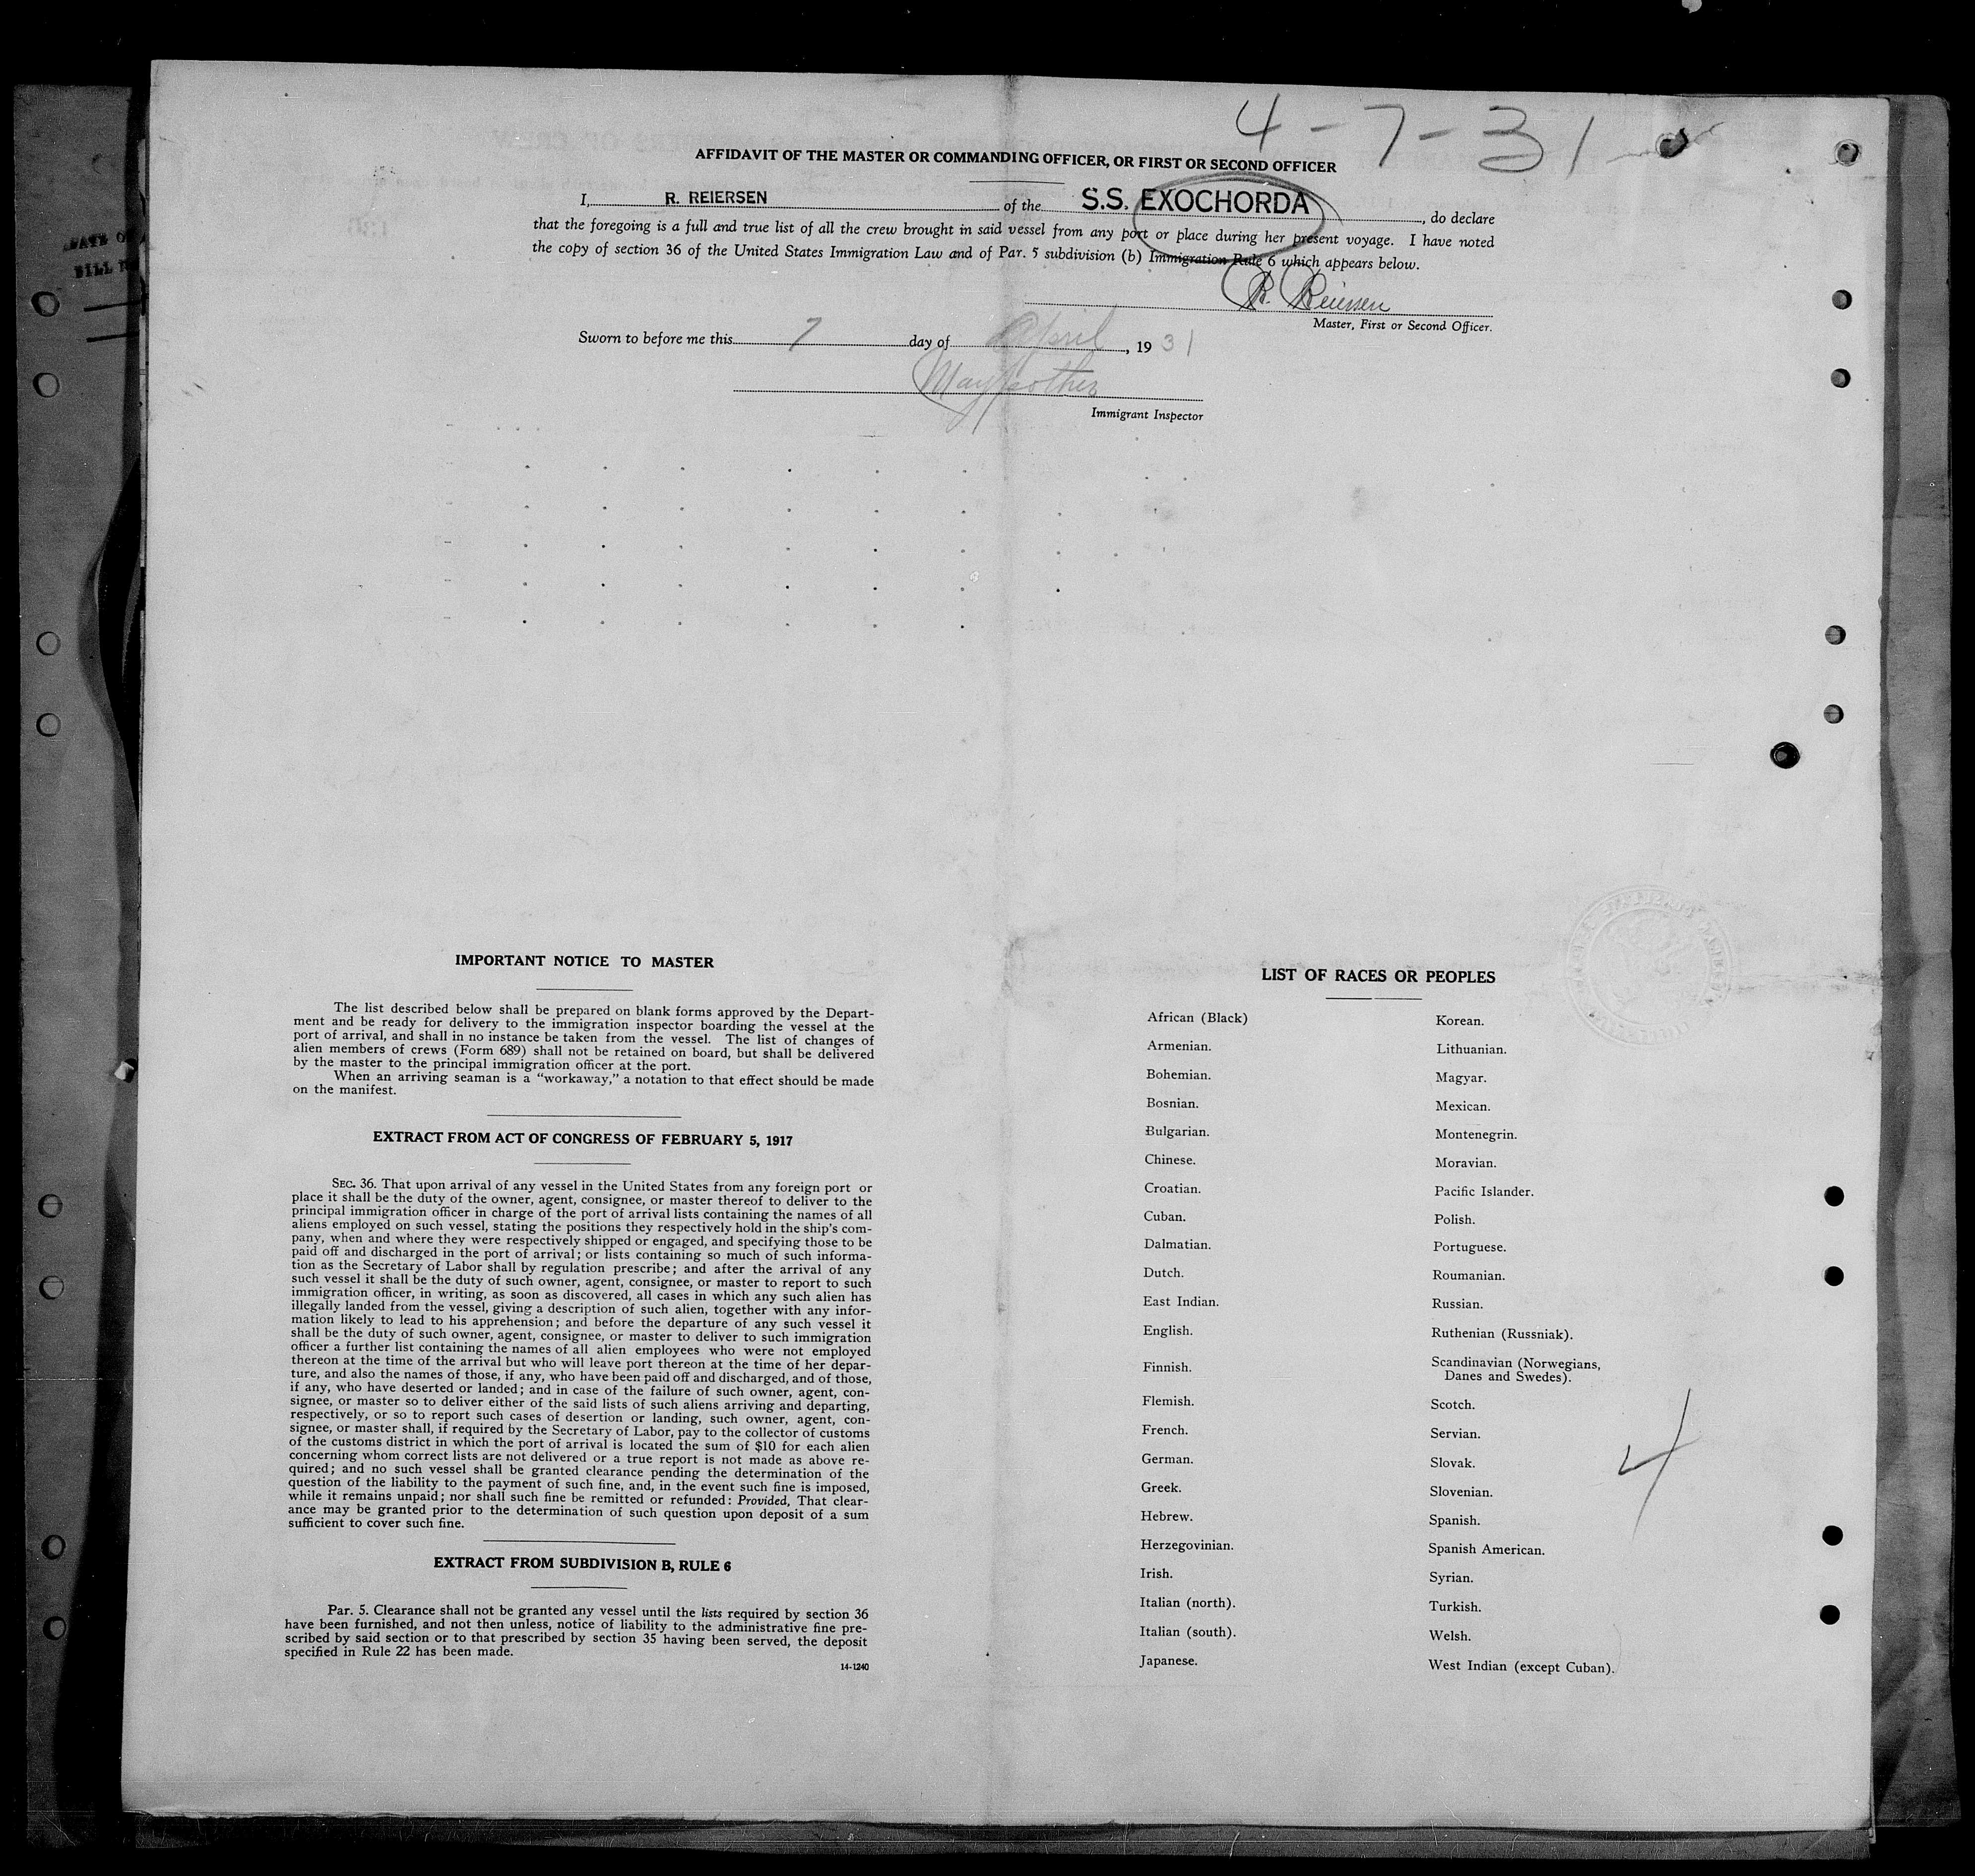 4-7-31
AFFIDAVIT OF THE MASTER OR COMMANDING OFFICER, OR FIRST OR SECOND OFFICER
I, R. REIERSEN of the S.S. EXOCHORDA, do declare
that the foregoing is a full and true list of all the crew brought in said vessel from any port or place during her present voyage. I have noted
the copy of section 36 of the United States Immigration Law and of Par. 5 subdivision (b) Immigration Rule 6 which appears below.
R. Reiersen
Master, First or Second Officer.
Sworn to before me this 7 day of April, 1931
Immigrant Inspector
IMPORTANT NOTICE TO MASTER
The list described below shall be prepared on blank forms approved by the Depart-
ment and be ready for delivery to the immigration inspector boarding the vessel at the
port of arrival, and shall in no instance be taken from the vessel. The list of changes of
alien members of crews (Form 689) shall not be retained on board, but shall be delivered
by the master to the principal immigration officer at the port.
When an arriving seaman is a “workaway,” a notation to that effect should be made
on the manifest.
EXTRACT FROM ACT OF CONGRESS OF FEBRUARY 5, 1917
SEC. 36. That upon arrival of any vessel in the United States from any foreign port or
place it shall be the duty of the owner, agent, consignee, or master thereof to deliver to the
principal immigration officer in charge of the port of arrival lists containing the names of all
aliens employed on such vessel, stating the positions they respectively hold in the ship's com-
pany, when and where they were respectively shipped or engaged, and specifying those to be
paid off and discharged in the port of arrival; or lists containing so much of such informa-
tion as the Secretary of Labor shall by regulation prescribe; and after the arrival of any
such vessel it shall be the duty of such owner, agent, consignee, or master to report to such
immigration officer, in writing, as soon as discovered, all cases in which any such alien has
illegally landed from the vessel, giving a description of such alien, together with any infor-
mation likely to lead to his apprehension; and before the departure of any such vessel it
shall be the duty of such owner, agent, consignee, or master to deliver to such immigration
officer a further list containing the names of all alien employees who were not employed
thereon at the time of the arrival but who will leave port thereon at the time of her depar-
ture, and also the names of those, if any, who have been paid off and discharged, and of those,
if any, who have deserted or landed; and in case of the failure of such owner, agent, con-
signee, or master so to deliver either of the said lists of such aliens arriving and departing,
respectively, or so to report such cases of desertion or landing, such owner, agent, con-
signee, or master shall, if required by the Secretary of Labor, pay to the collector of customs
of the customs district in which the port of arrival is located the sum of $10 for each alien
concerning whom correct lists are not delivered or a true report is not made as above re-
quired; and no such vessel shall be granted clearance pending the determination of the
question of the liability to the payment of such fine, and, in the event such fine is imposed,
while it remains unpaid; nor shall such fine be remitted or refunded: Provided, That clear-
ance may be granted prior to the determination of such question upon deposit of a sum
sufficient to cover such fine.
EXTRACT FROM SUBDIVISION B, RULE 6
Par. 5. Clearance shall not be granted any vessel until the lists required by section 36
have been furnished, and not then unless, notice of liability to the administrative fine pre-
scribed by said section or to that prescribed by section 35 having been served, the deposit
specified in Rule 22 has been made.
14-1240
LIST OF RACES OR PEOPLES
African (Black)
Armenian.
Bohemian.
Bosnian.
Bulgarian.
Chinese.
Croatian.
Cuban.
Dalmatian.
Dutch.
East Indian.
English.
Finnish.
Flemish.
French.
German.
Greek.
Hebrew.
Herzegovinian.
Irish.
Italian (north).
Italian (south).
Japanese.
Korean.
Lithuanian.
Magyar.
Mexican.
Montenegrin.
Moravian.
Pacific Islander.
Polish.
Portuguese.
Roumanian.
Russian.
Ruthenian (Russniak).
Scandinavian (Norwegians,
Danes and Swedes).
Scotch.
Servian.
Slovak.
Slovenian.
Spanish.
Spanish American.
Syrian.
Turkish.
Welsh.
West Indian (except Cuban).
4